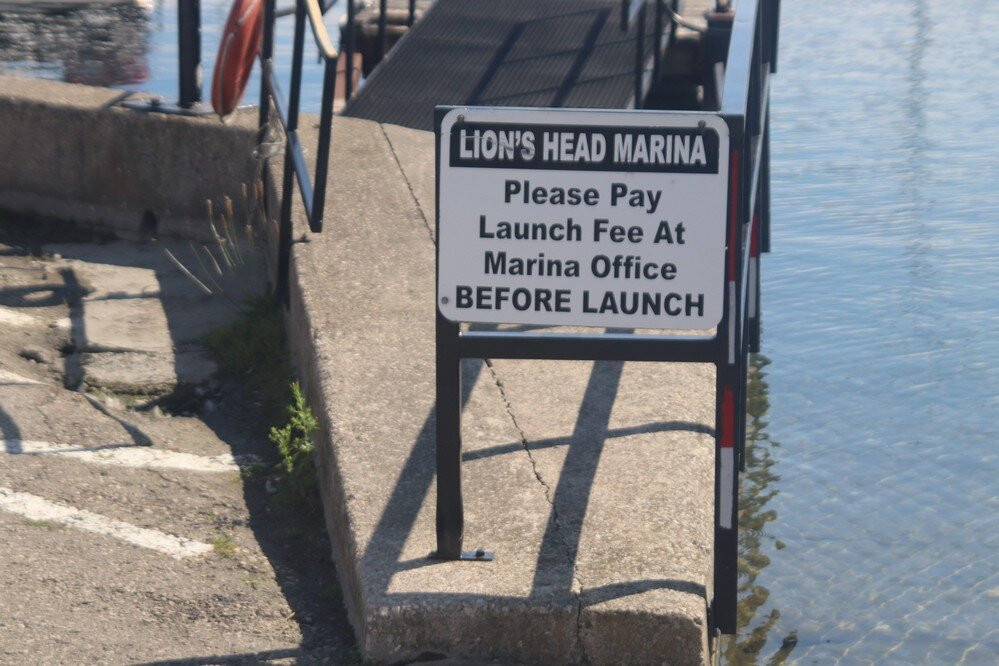 LION'S HEAD MARINA
Please Pay
Launch Fee At
Marina Office
BEFORE LAUNCH